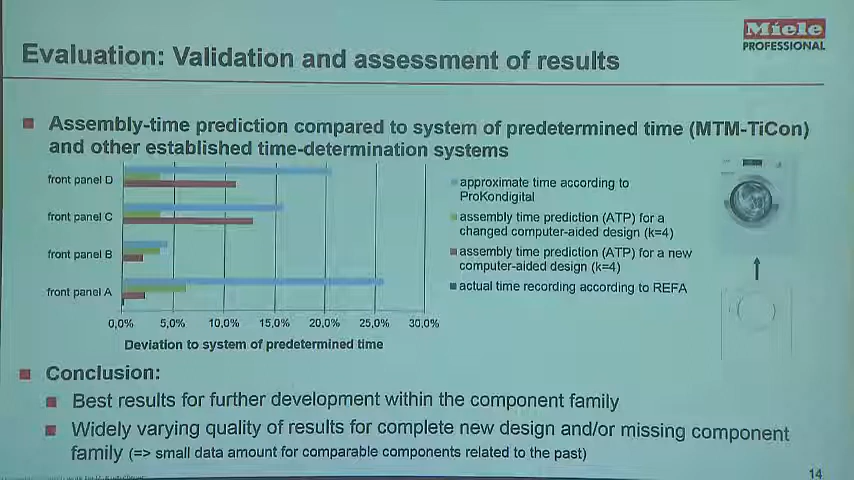 Miele
PROFESSIONAL
Evaluation: Validation and assessment of results
Assembly-time prediction compared to system of predetermined time (MTM-TiCon)
and other established time-determination systems
front panel D
front panel C
front panel B
front panel A
0,0% 5,0% 10,0% 15,0% 20,0% 25,0% 30,0%
Deviation to system of predetermined time
approximate time according to
ProKondigital
assembly time prediction (ATP) for a
changed computer-aided design (k=4)
assembly time prediction (ATP) for a new
computer-aided design (k=4)
actual time recording according to REFA
Conclusion:
Best results for further development within the component family
Widely varying quality of results for complete new design and/or missing component
family (=> small data amount for comparable components related to the past)
14